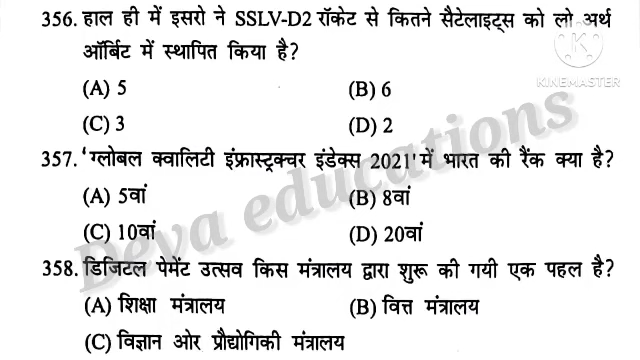 356. हाल ही में इसरो ने SSLV-D2 रॉकेट से कितने सैटेलाइट्स को लो अर्थ
ऑर्बिट में स्थापित किया है?
KINEMASTER
(A) 5 (B) 6
(C) 3 (D) 2
357. 'ग्लोबल क्वालिटी इंफ्रास्ट्रक्चर इंडेक्स 2021' में भारत की रैंक क्या है?
(A) 5वां (B) 8वां
(C) 10वां (D) 20वां
Deva educations
358. डिजिटल पेमेंट उत्सव किस मंत्रालय द्वारा शुरू की गयी एक पहल है?
(A) शिक्षा मंत्रालय (B) वित्त मंत्रालय
(C) विज्ञान ओर प्रौद्योगिकी मंत्रालय